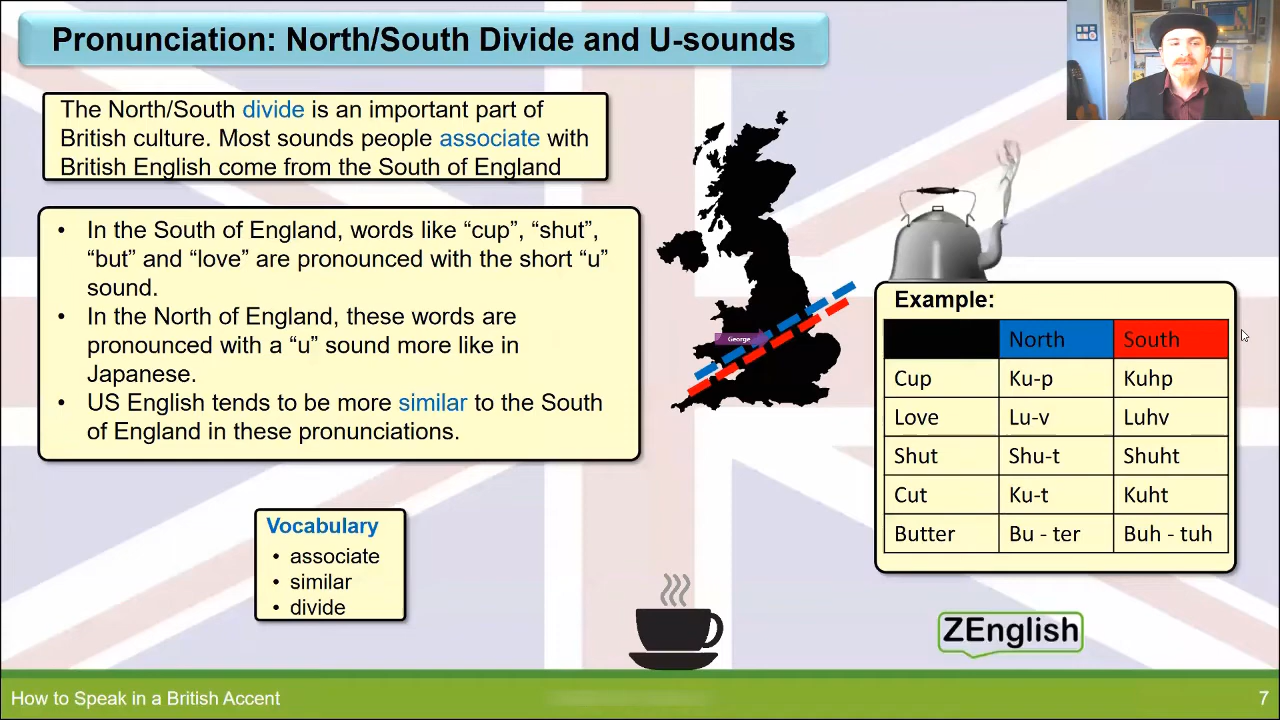 Pronunciation: North/South Divide and U-sounds
The North/South divide is an important part of
British culture. Most sounds people associate with
British English come from the South of England
• In the South of England, words like “cup”, “shut”,
“but” and “love” are pronounced with the short “u”
sound.
• In the North of England, these words are
pronounced with a “u” sound more like in
Japanese.
• US English tends to be more similar to the South
of England in these pronunciations.
Vocabulary
• associate
• similar
• divide
George
Example:
North South
Cup Ku-p Kuhp
Love Lu-v Luhv
Shut Shu-t Shuht
Cut Ku-t Kuht
Butter Bu - ter Buh - tuh
ZEnglish
How to Speak in a British Accent
7